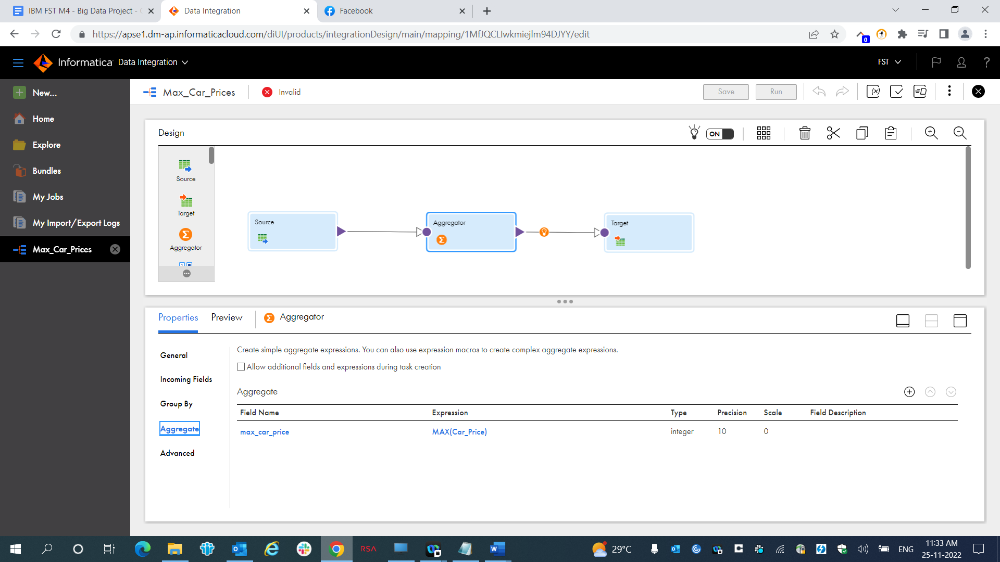 IBM FST M4 - Big Data Project -
Data Integration
Facebook
https://apse1.dm-ap.informaticacloud.com/diUI/products/integrationDesign/main/mapping/1MfJQCLIwkmiejlm94DJYY/edit
0
Informatica Data Integration
FST
?
New...
Home
Explore
Bundles
My Jobs
My Import/Export Logs
Max_Car_Prices
Max_Car_Prices
Invalid
Save
Run
Design
ON
Source
Target
Aggregator
Source
Aggregator
Target
Properties
Preview
Aggregator
General
Incoming Fields
Group By
Aggregate
Advanced
Create simple aggregate expressions. You can also use expression macros to create complex aggregate expressions.
Allow additional fields and expressions during task creation
Aggregate
Field Name Expression Type Precision Scale Field Description
max_car_price MAX(Car_Price) integer 10 0
RSA
29°C
ENG
11:33 AM
25-11-2022